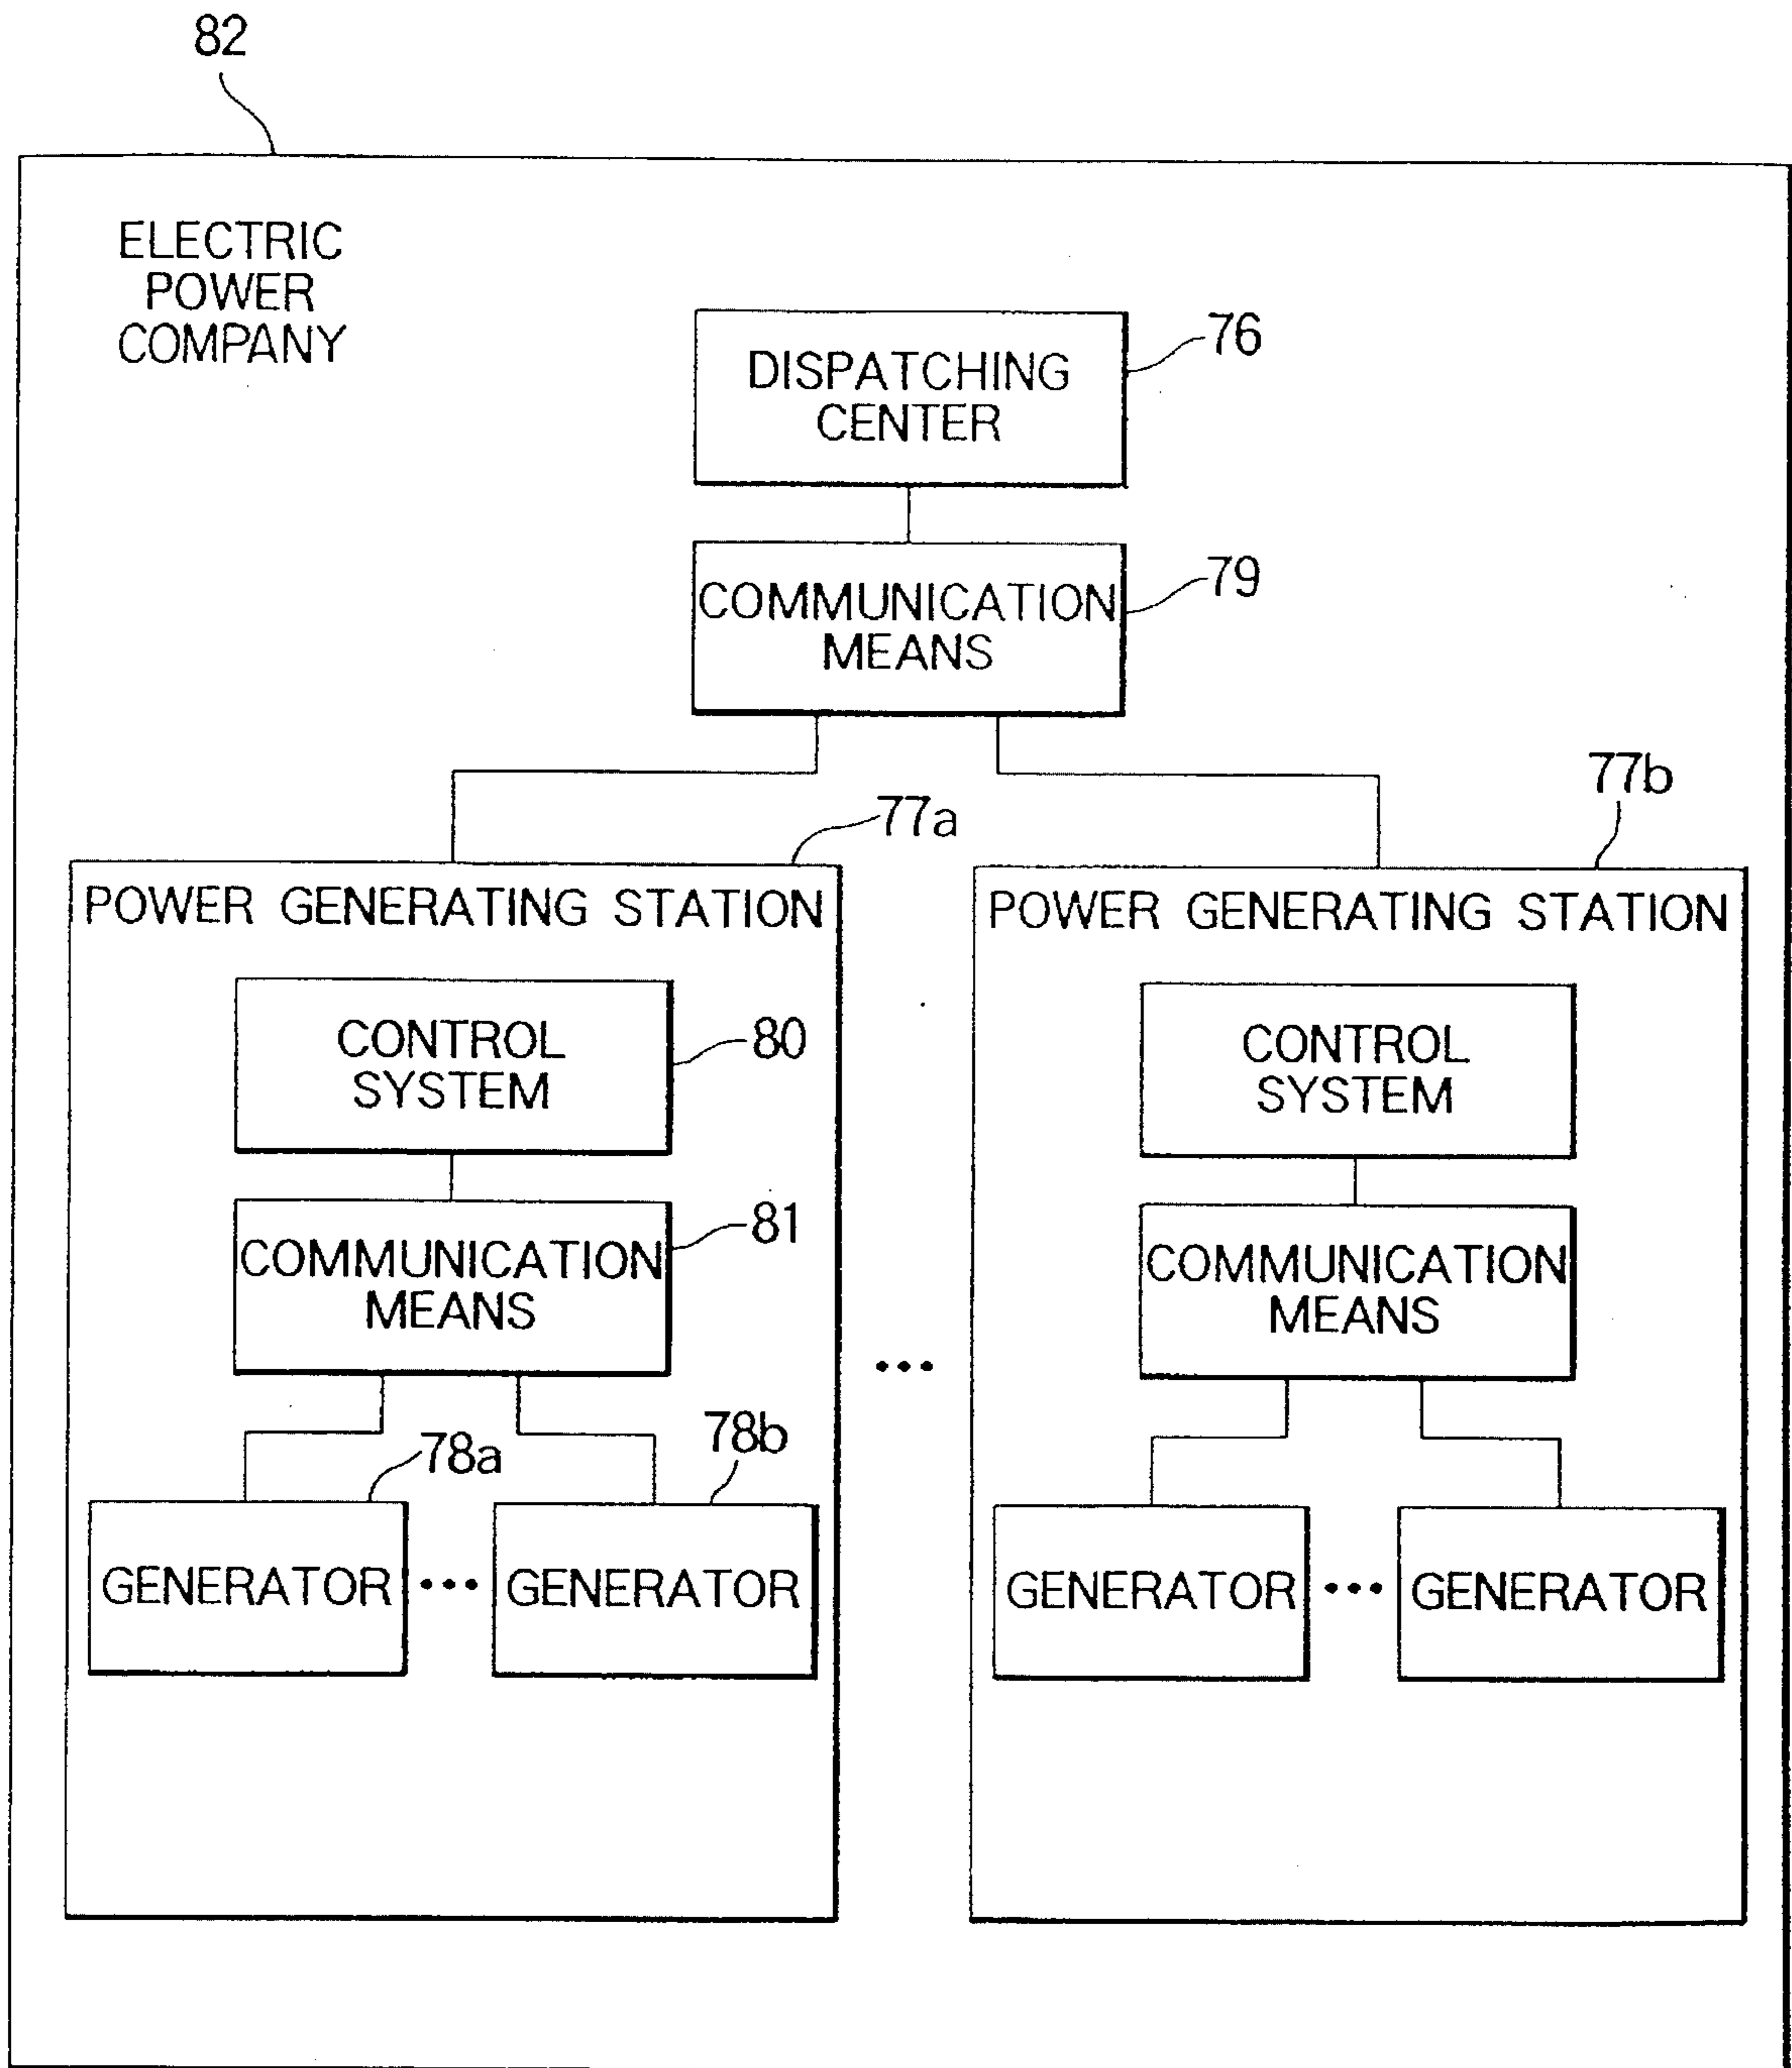 82
ELECTRIC
POWER
COMPANY
DISPATCHING
CENTER
76
COMMUNICATION
MEANS
79
77a
77b
POWER GENERATING STATION
CONTROL
SYSTEM
80
COMMUNICATION
MEANS
81
78a
78b
GENERATOR
•••
GENERATOR
•••
POWER GENERATING STATION
CONTROL
SYSTEM
COMMUNICATION
MEANS
GENERATOR
•••
GENERATOR